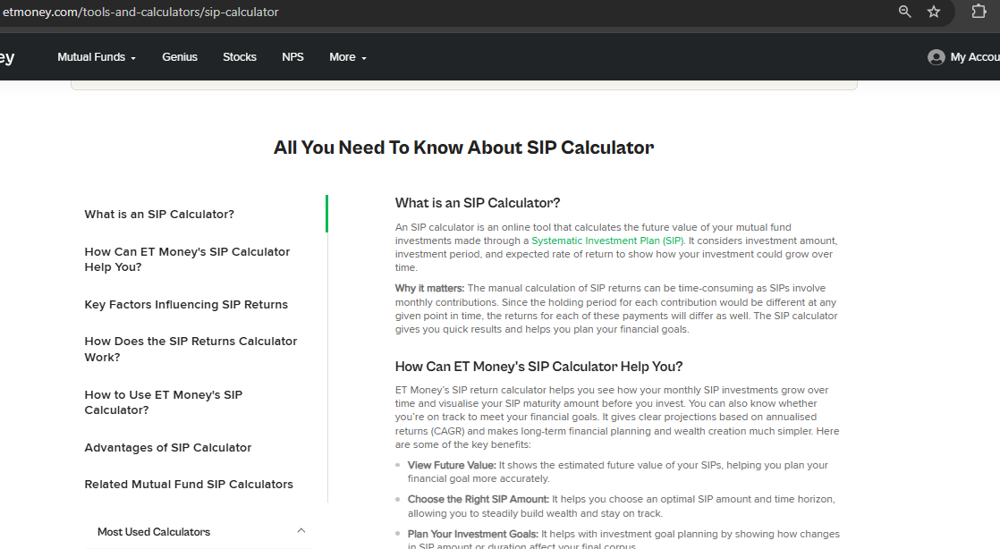 etmoney.com/tools-and-calculators/sip-calculator
ey
Mutual Funds
Genius
Stocks
NPS
More
My Accou
All You Need To Know About SIP Calculator
What is an SIP Calculator?
How Can ET Money's SIP Calculator
Help You?
Key Factors Influencing SIP Returns
How Does the SIP Returns Calculator
Work?
How to Use ET Money's SIP
Calculator?
Advantages of SIP Calculator
Related Mutual Fund SIP Calculators
Most Used Calculators
What is an SIP Calculator?
An SIP calculator is an online tool that calculates the future value of your mutual fund
investments made through a Systematic Investment Plan (SIP). It considers investment amount,
investment period, and expected rate of return to show how your investment could grow over
time.
Why it matters: The manual calculation of SIP returns can be time-consuming as SIPs involve
monthly contributions. Since the holding period for each contribution would be different at any
given point in time, the returns for each of these payments will differ as well. The SIP calculator
gives you quick results and helps you plan your financial goals.
How Can ET Money's SIP Calculator Help You?
ET Money's SIP return calculator helps you see how your monthly SIP investments grow over
time and visualise your SIP maturity amount before you invest. You can also know whether
you're on track to meet your financial goals. It gives clear projections based on annualised
returns (CAGR) and makes long-term financial planning and wealth creation much simpler. Here
are some of the key benefits:
View Future Value: It shows the estimated future value of your SIPs, helping you plan your
financial goal more accurately.
Choose the Right SIP Amount: It helps you choose an optimal SIP amount and time horizon,
allowing you to steadily build wealth and stay on track.
Plan Your Investment Goals: It helps with investment goal planning by showing how changes
in SIP amount or duration affect your final corpus.